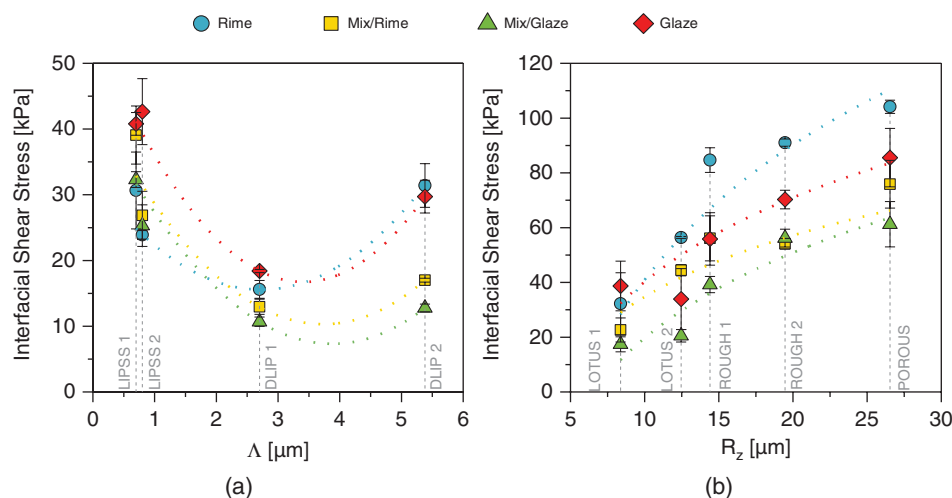 Rime Mix/Rime Mix/Glaze Glaze
50
40
30
20
10
0
Interfacial Shear Stress [kPa]
LIPSS 1
LIPSS 2
DLIP 1
DLIP 2
0 1 2 3 4 5 6
Λ [μm]
(a)
120
100
80
60
40
20
0
Interfacial Shear Stress [kPa]
LOTUS 1
LOTUS 2
ROUGH 1
ROUGH 2
POROUS
5 10 15 20 25 30
Rz [μm]
(b)